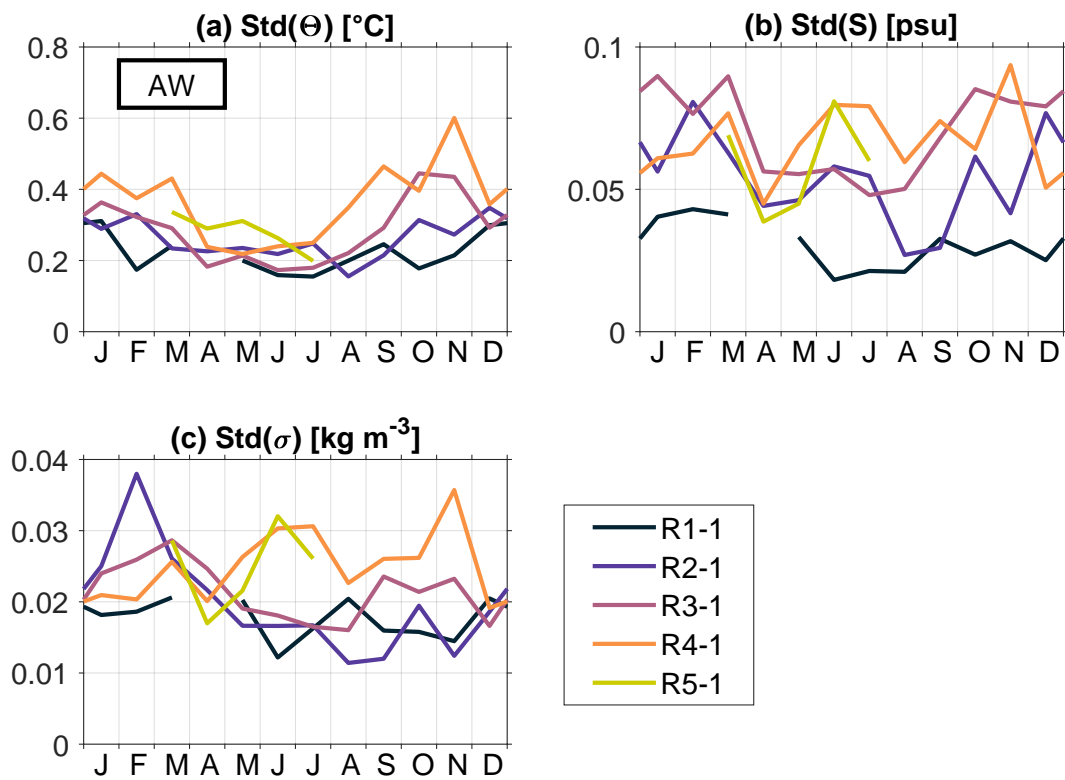 (a) Std(Θ) [°C]
AW
0.8
0.6
0.4
0.2
0
J F M A M J J A S O N D
(b) Std(S) [psu]
0.1
0.05
0
J F M A M J J A S O N D
(c) Std(σ) [kg m⁻³]
0.04
0.03
0.02
0.01
0
J F M A M J J A S O N D
R1-1
R2-1
R3-1
R4-1
R5-1